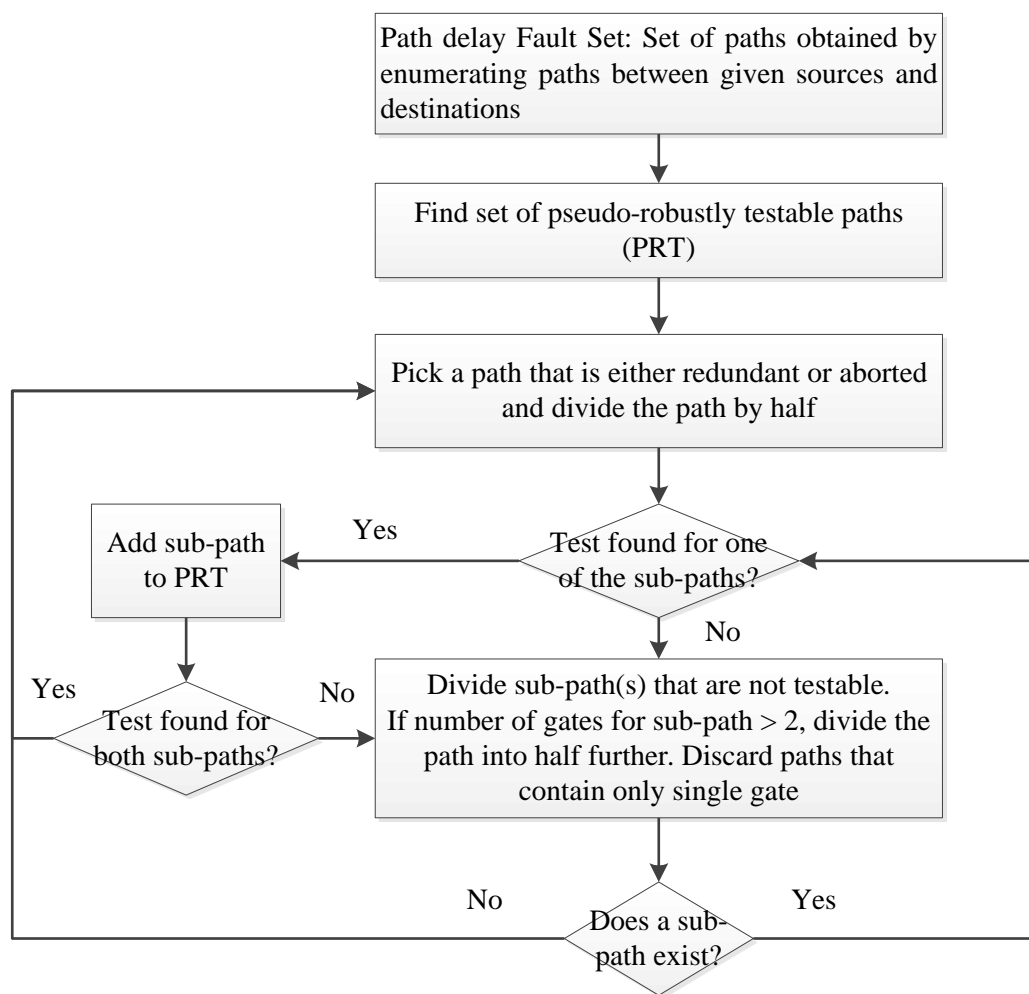 Path delay Fault Set: Set of paths obtained by
enumerating paths between given sources and
destinations
Find set of pseudo-robustly testable paths
(PRT)
Pick a path that is either redundant or aborted
and divide the path by half
Add sub-path
to PRT
Yes
Test found for one
of the sub-paths?
No
Yes
Test found for
both sub-paths?
No
Divide sub-path(s) that are not testable.
If number of gates for sub-path > 2, divide the
path into half further. Discard paths that
contain only single gate
No
Does a sub-
path exist?
Yes